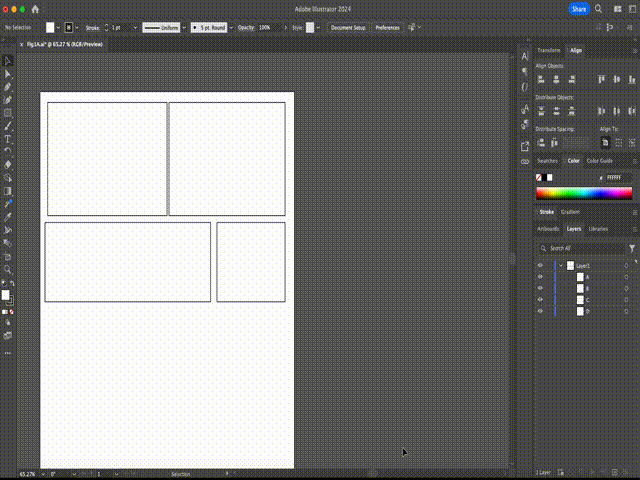 Adobe Illustrator 2024
Share
No Selection
Stroke: 1 pt
Uniform
5 pt. Round
Opacity: 100%
Style:
Document Setup
Preferences
× Fig1A.ai* @ 65.27 % (RGB/Preview)
Transform Align
Align Objects:
Distribute Objects:
Distribute Spacing: Align To:
Swatches Color Color Guide
# FFFFFF
Stroke Gradient
Artboards Layers Libraries
Search All
Layer1
A
B
C
D
65.27% 0° 1 Selection
1 Layer